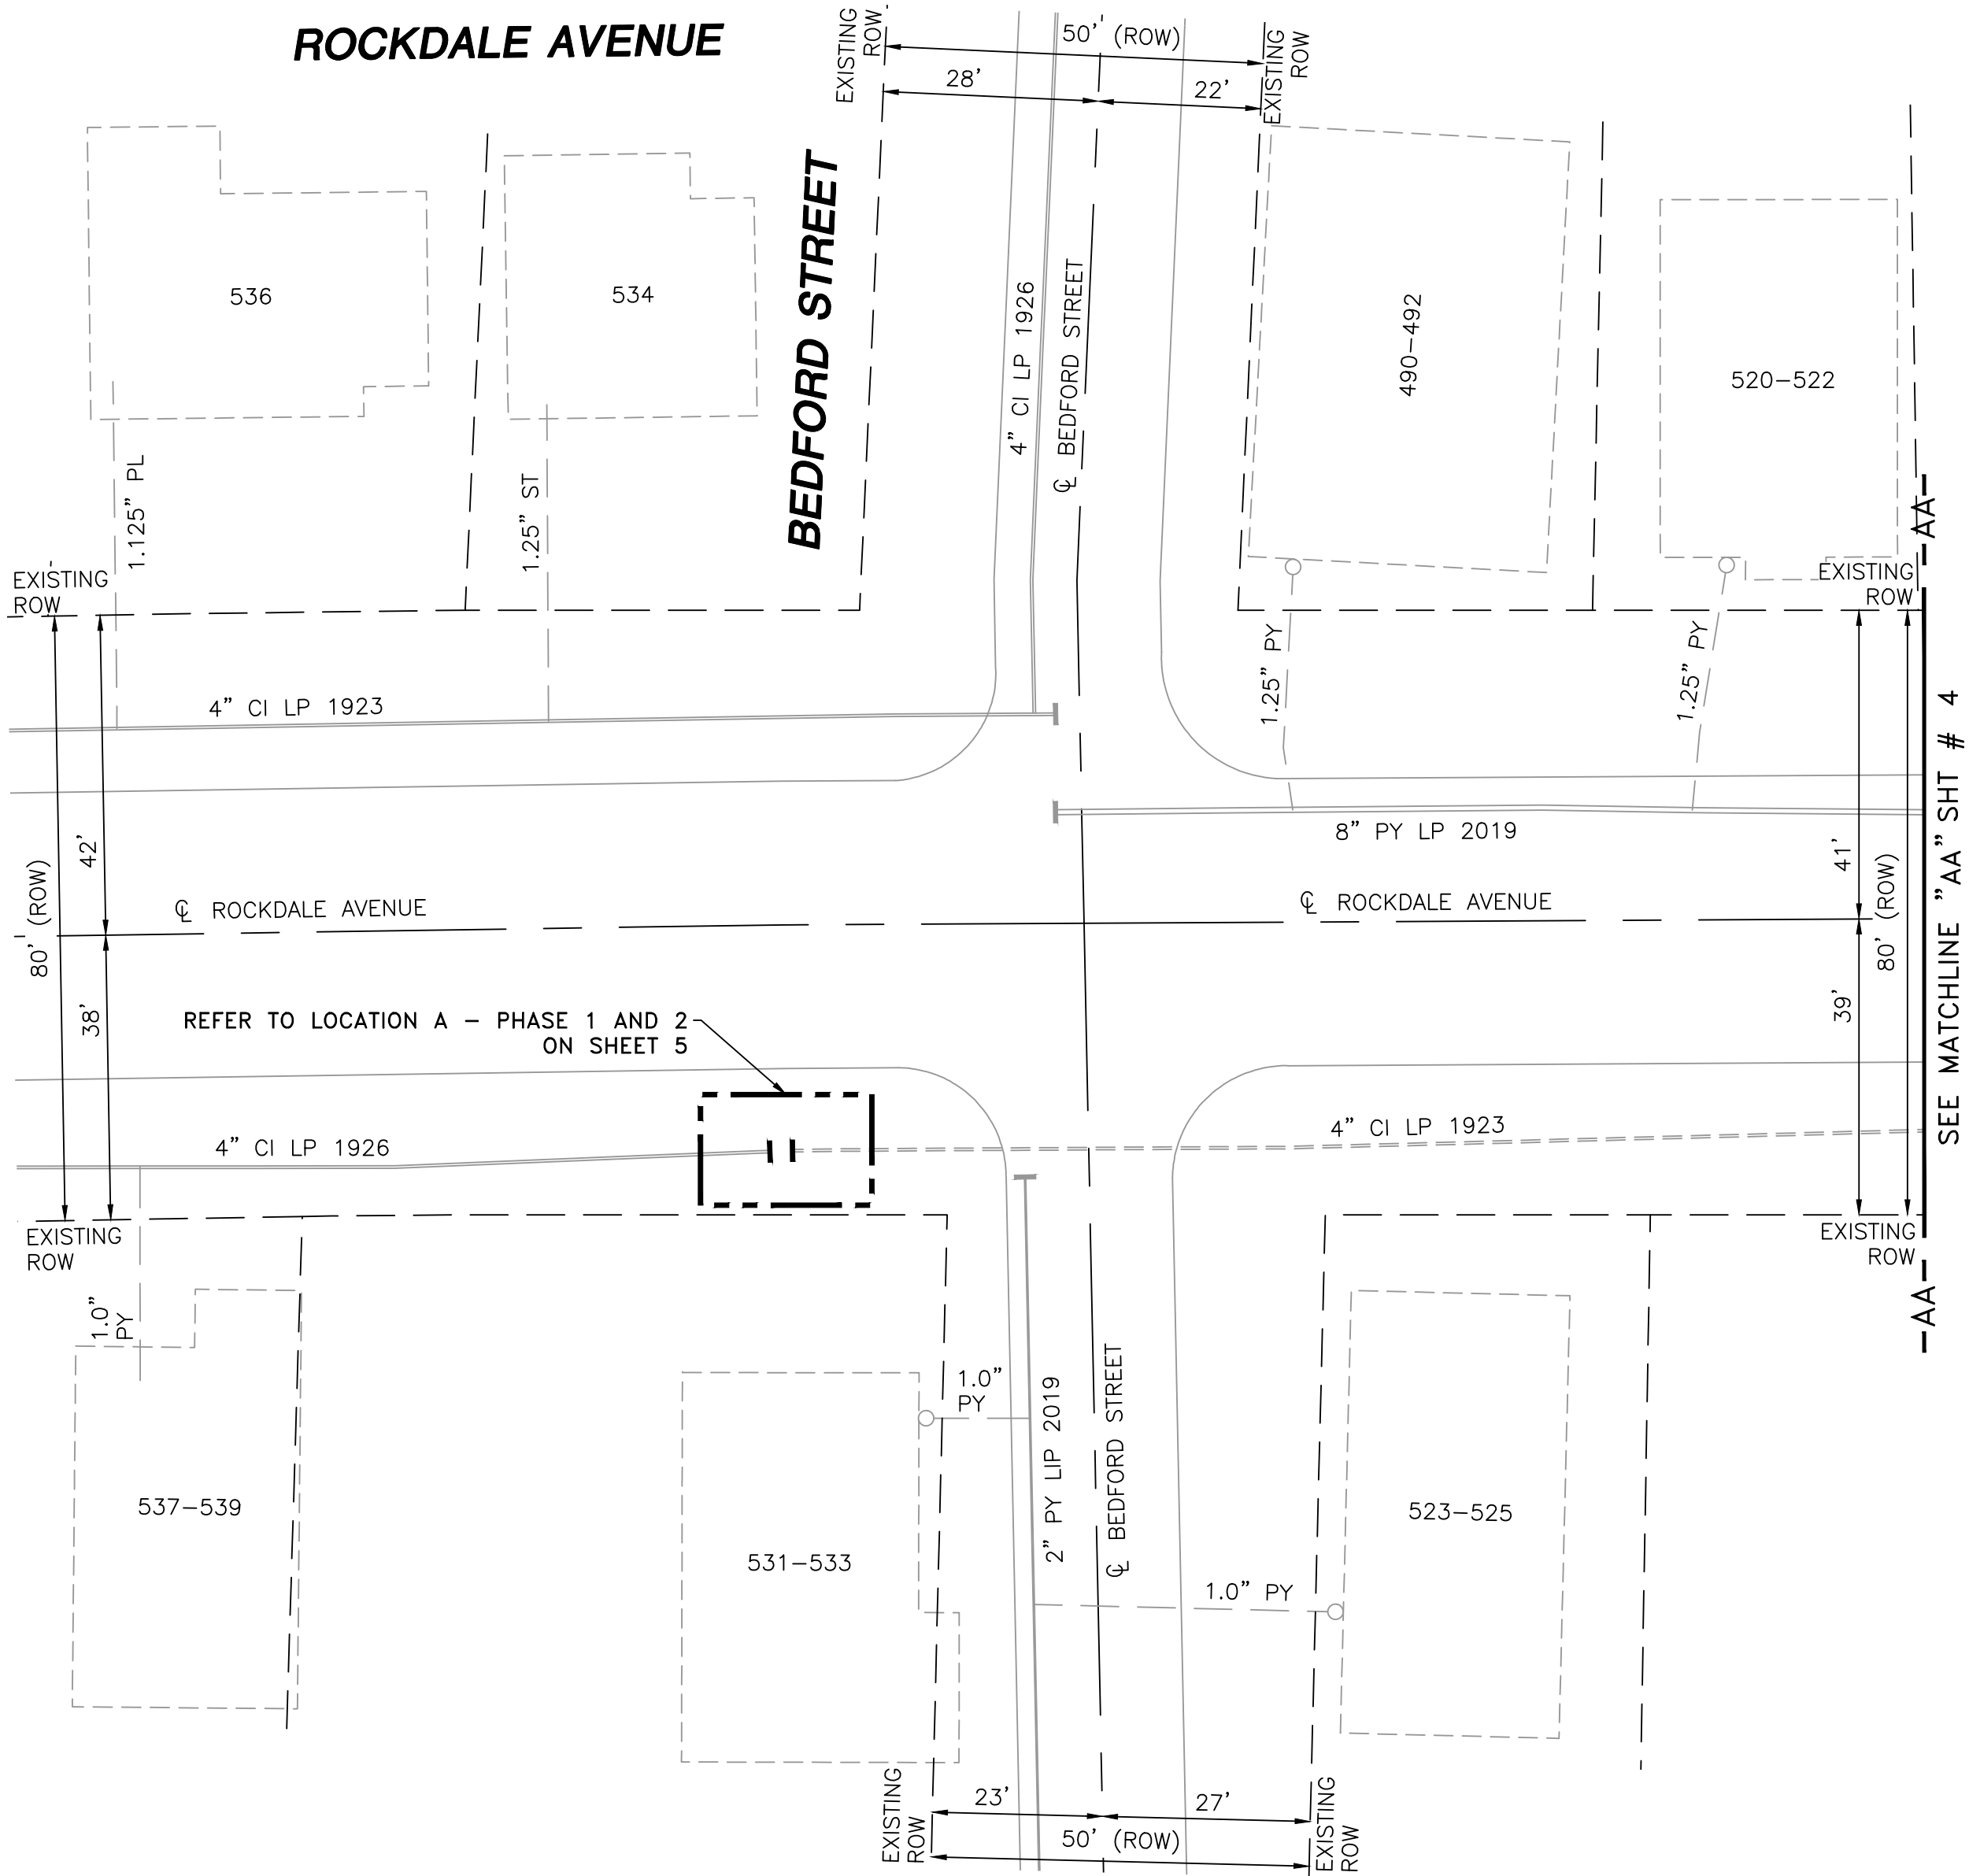 ROCKDALE AVENUE
EXISTING
ROW
50' (ROW)
EXISTING
ROW
28'
22'
BEDFORD STREET
536
534
4" CI LP 1926
℄ BEDFORD STREET
490-492
520-522
1.125" PL
1.25" ST
AA
EXISTING
ROW
EXISTING
ROW
1.25" PY
1.25" PY
4" CI LP 1923
8" PY LP 2019
42'
80' (ROW)
41'
80' (ROW)
℄ ROCKDALE AVENUE
℄ ROCKDALE AVENUE
SEE MATCHLINE "AA" SHT # 4
38'
39'
REFER TO LOCATION A - PHASE 1 AND 2
ON SHEET 5
4" CI LP 1926
4" CI LP 1923
EXISTING
ROW
EXISTING
ROW
AA
1.0"
PY
1.0"
PY
2" PY LIP 2019
℄ BEDFORD STREET
537-539
531-533
523-525
1.0" PY
EXISTING
ROW
23'
27'
50' (ROW)
EXISTING
ROW